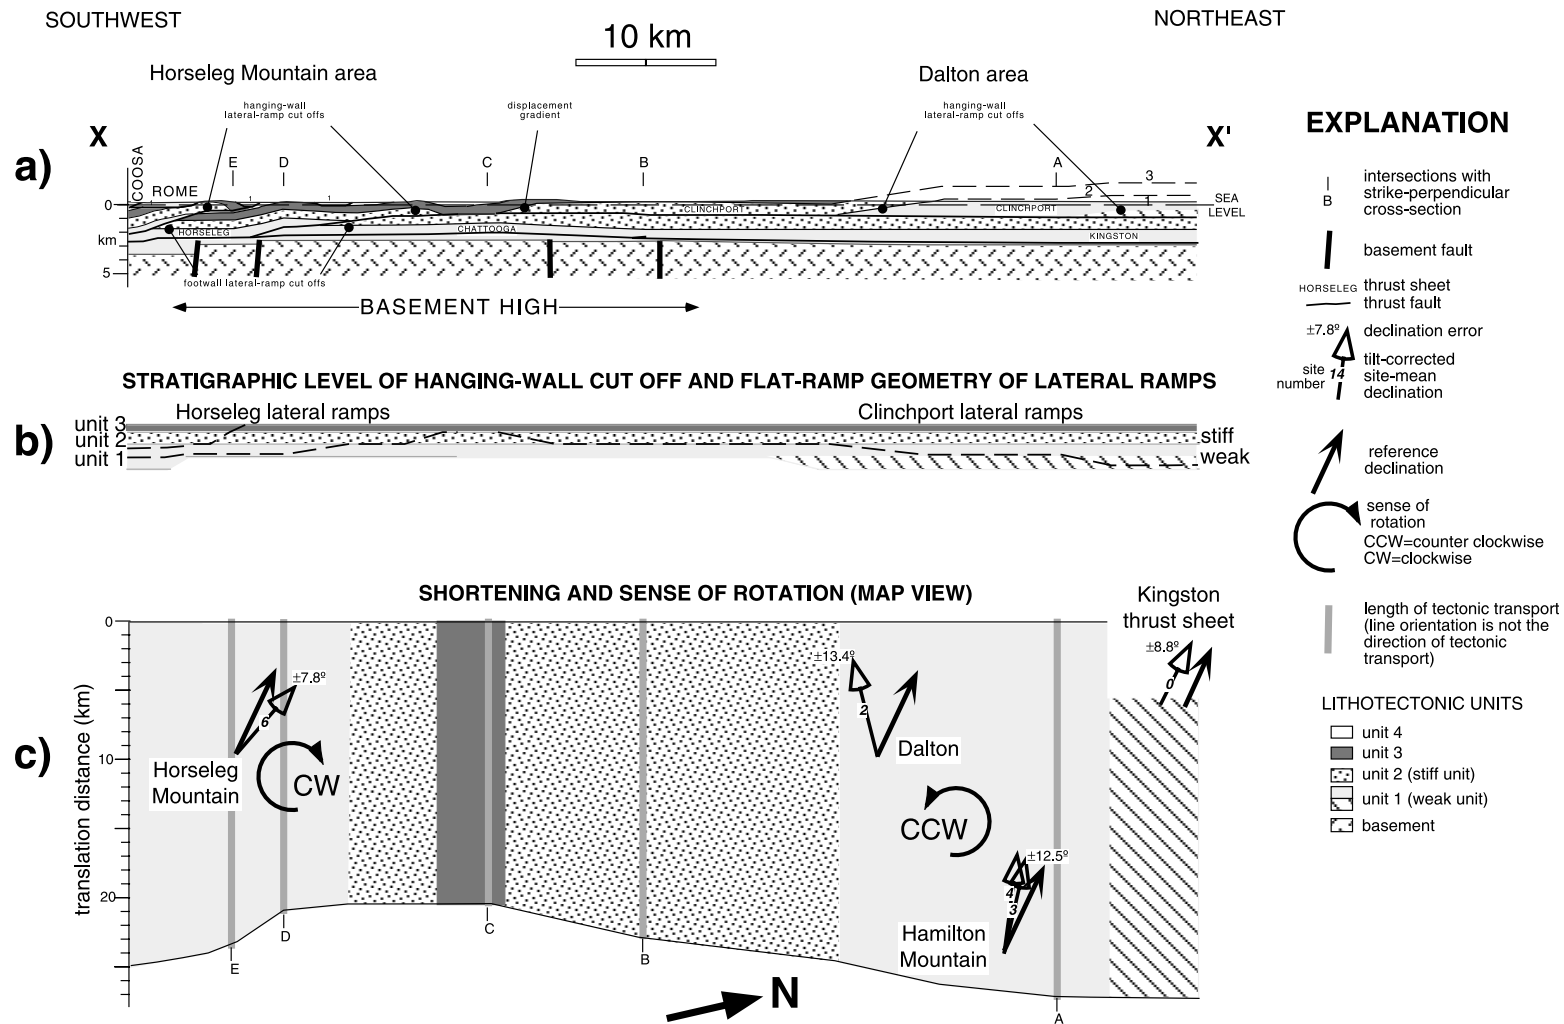 SOUTHWEST
NORTHEAST
10 km
Horseleg Mountain area
Dalton area
hanging-wall
lateral-ramp cut offs
displacement
gradient
hanging-wall
lateral-ramp cut offs
X
X'
a)
COOSA
E
D
C
B
A
ROME
1
1
1
3
2
1
0
SEA
LEVEL
CLINCHPORT
CLINCHPORT
HORSELEG
CHATTOOGA
KINGSTON
km
5
footwall lateral-ramp cut offs
BASEMENT HIGH
EXPLANATION
B
intersections with
strike-perpendicular
cross-section
basement fault
HORSELEG
thrust sheet
thrust fault
±7.8º
declination error
site
number
14
tilt-corrected
site-mean
declination
reference
declination
sense of
rotation
CCW=counter clockwise
CW=clockwise
length of tectonic transport
(line orientation is not the
direction of tectonic
transport)
LITHOTECTONIC UNITS
unit 4
unit 3
unit 2 (stiff unit)
unit 1 (weak unit)
basement
STRATIGRAPHIC LEVEL OF HANGING-WALL CUT OFF AND FLAT-RAMP GEOMETRY OF LATERAL RAMPS
Horseleg lateral ramps
Clinchport lateral ramps
b)
unit 3
unit 2
unit 1
stiff
weak
SHORTENING AND SENSE OF ROTATION (MAP VIEW)
Kingston
thrust sheet
c)
translation distance (km)
0
10
20
±7.8º
6
Horseleg
Mountain
CW
±13.4º
2
Dalton
±8.8º
0
CCW
±12.5º
4
3
Hamilton
Mountain
E
D
C
B
A
N